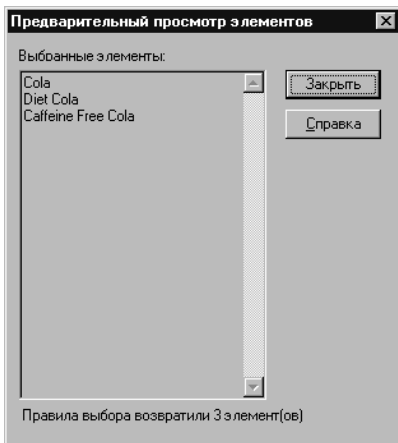 Предварительный просмотр элементов
Выбранные элементы:
Cola
Diet Cola
Caffeine Free Cola
Закрыть
Справка
Правила выбора возвратили 3 элемент(ов)